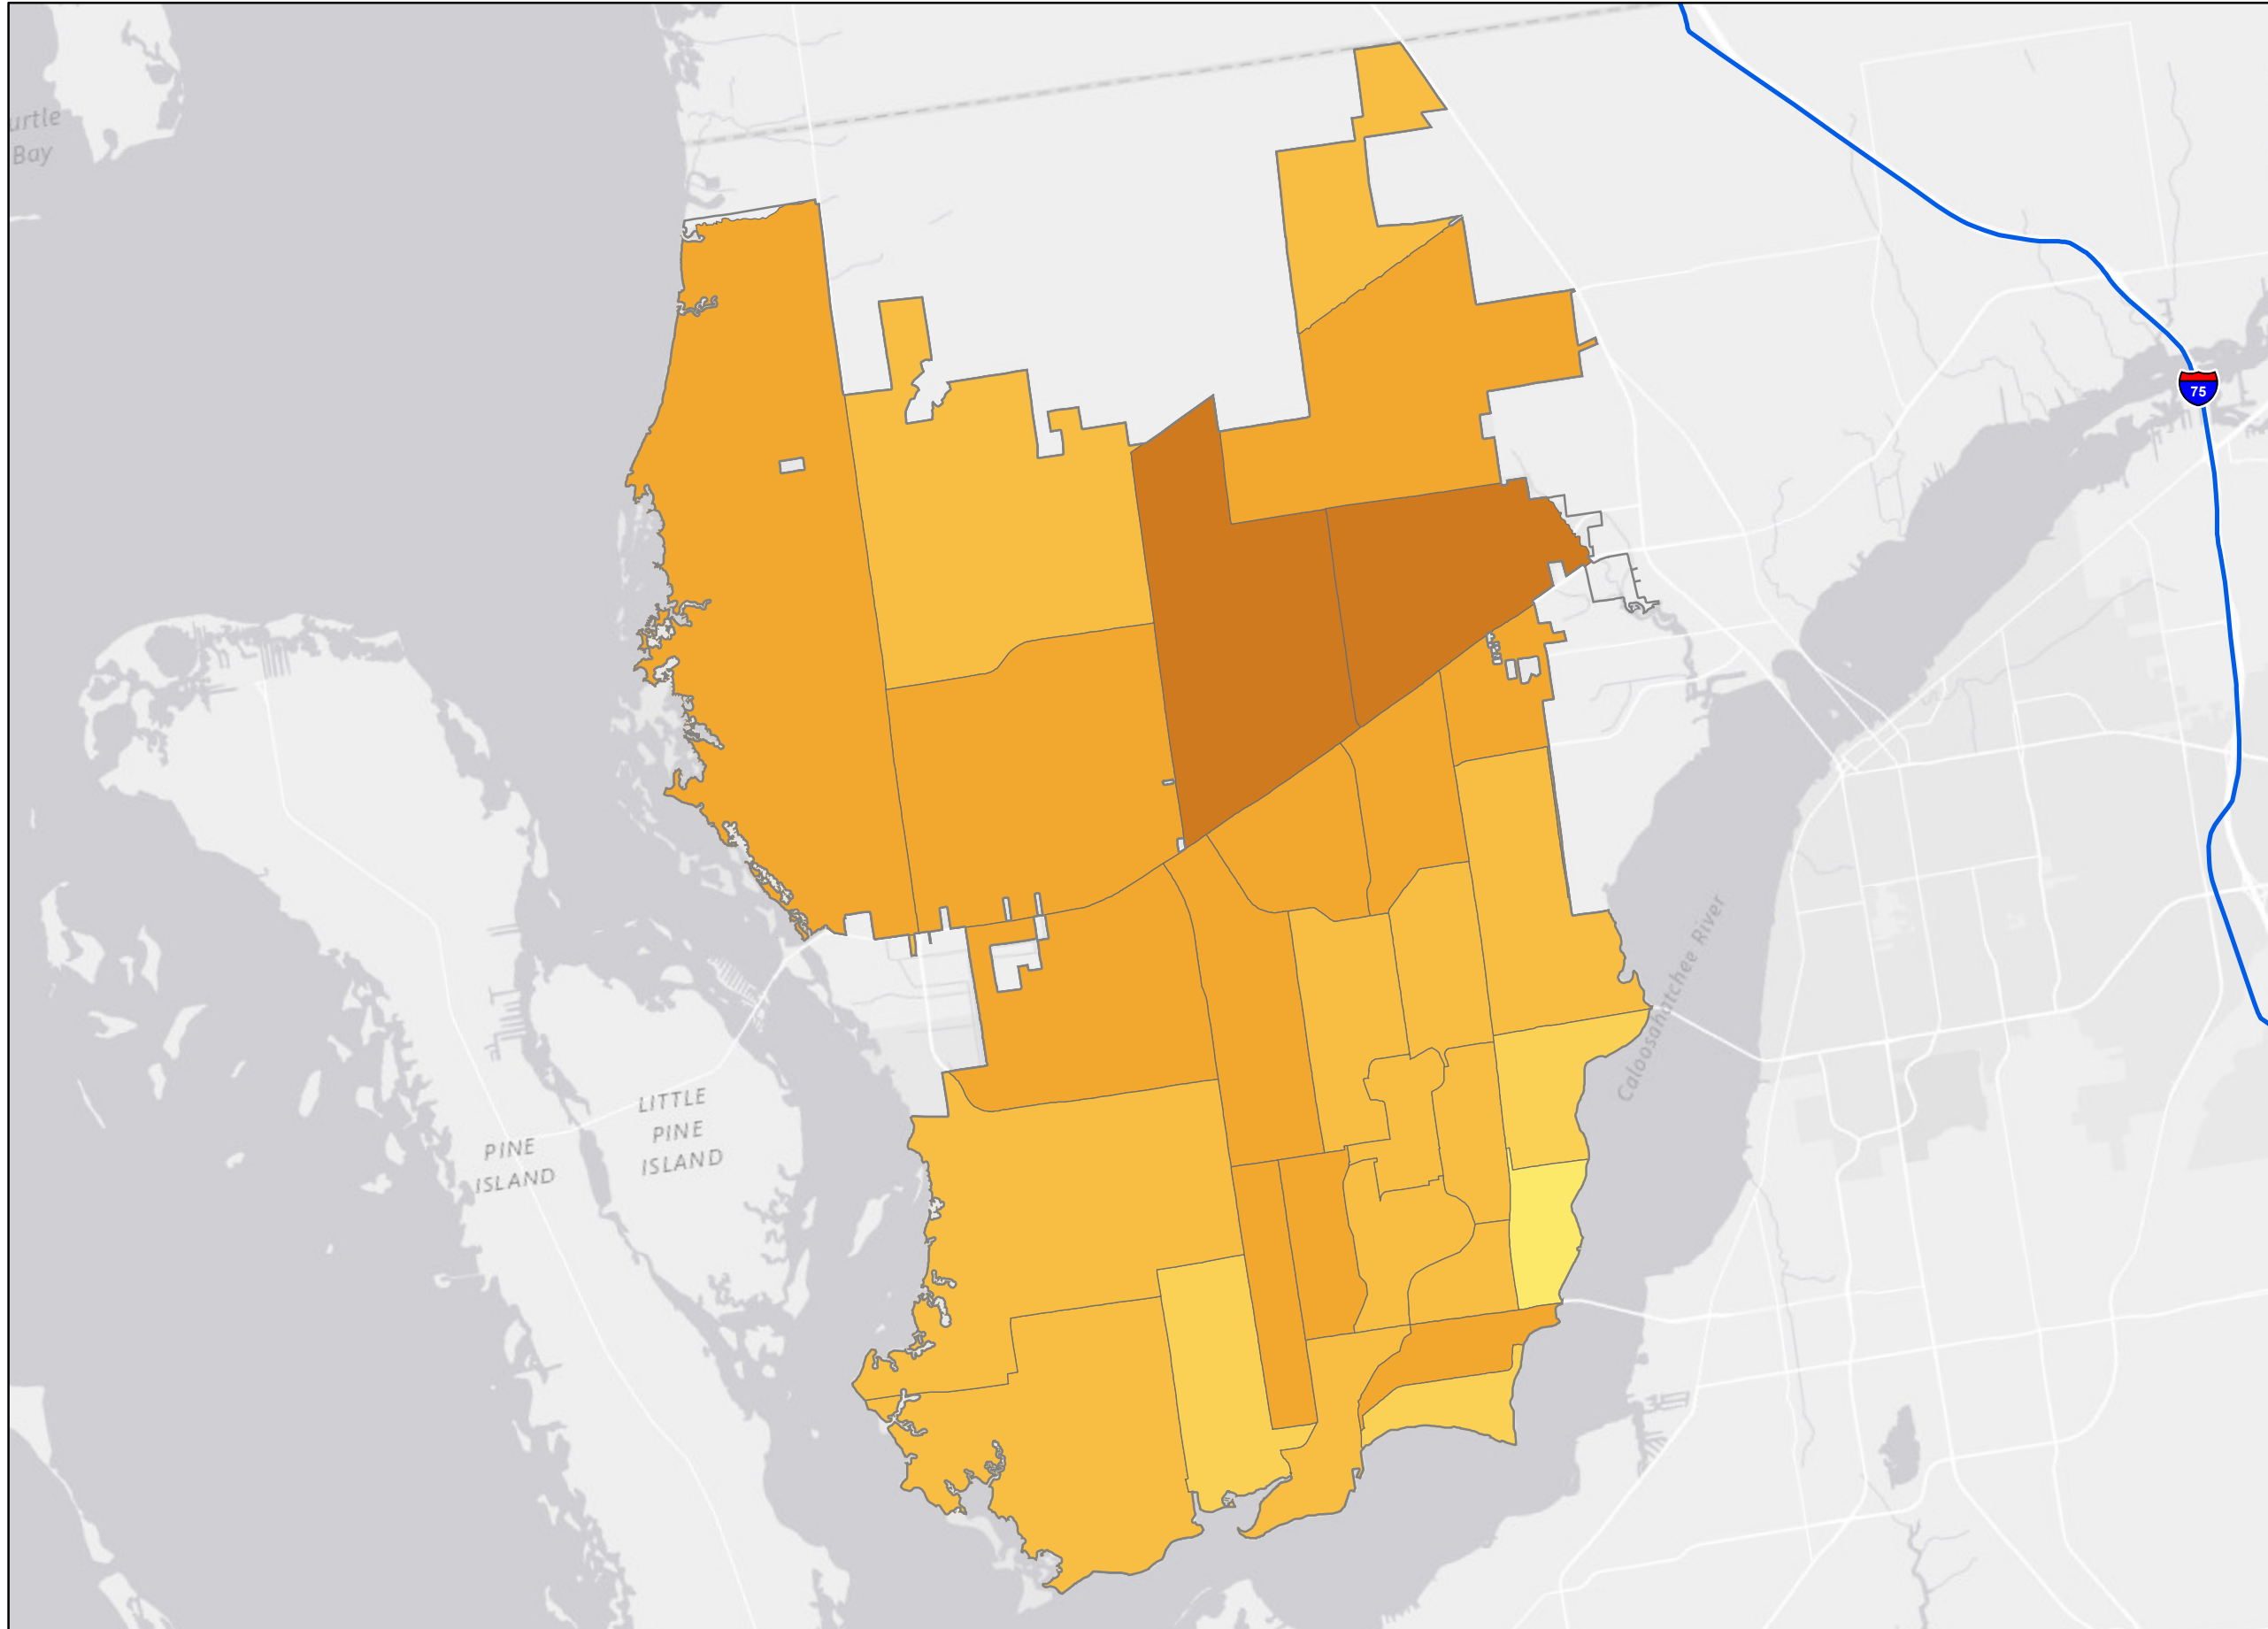 urtle
Bay
75
Caloosahatchee River
LITTLE
PINE
ISLAND
PINE
ISLAND